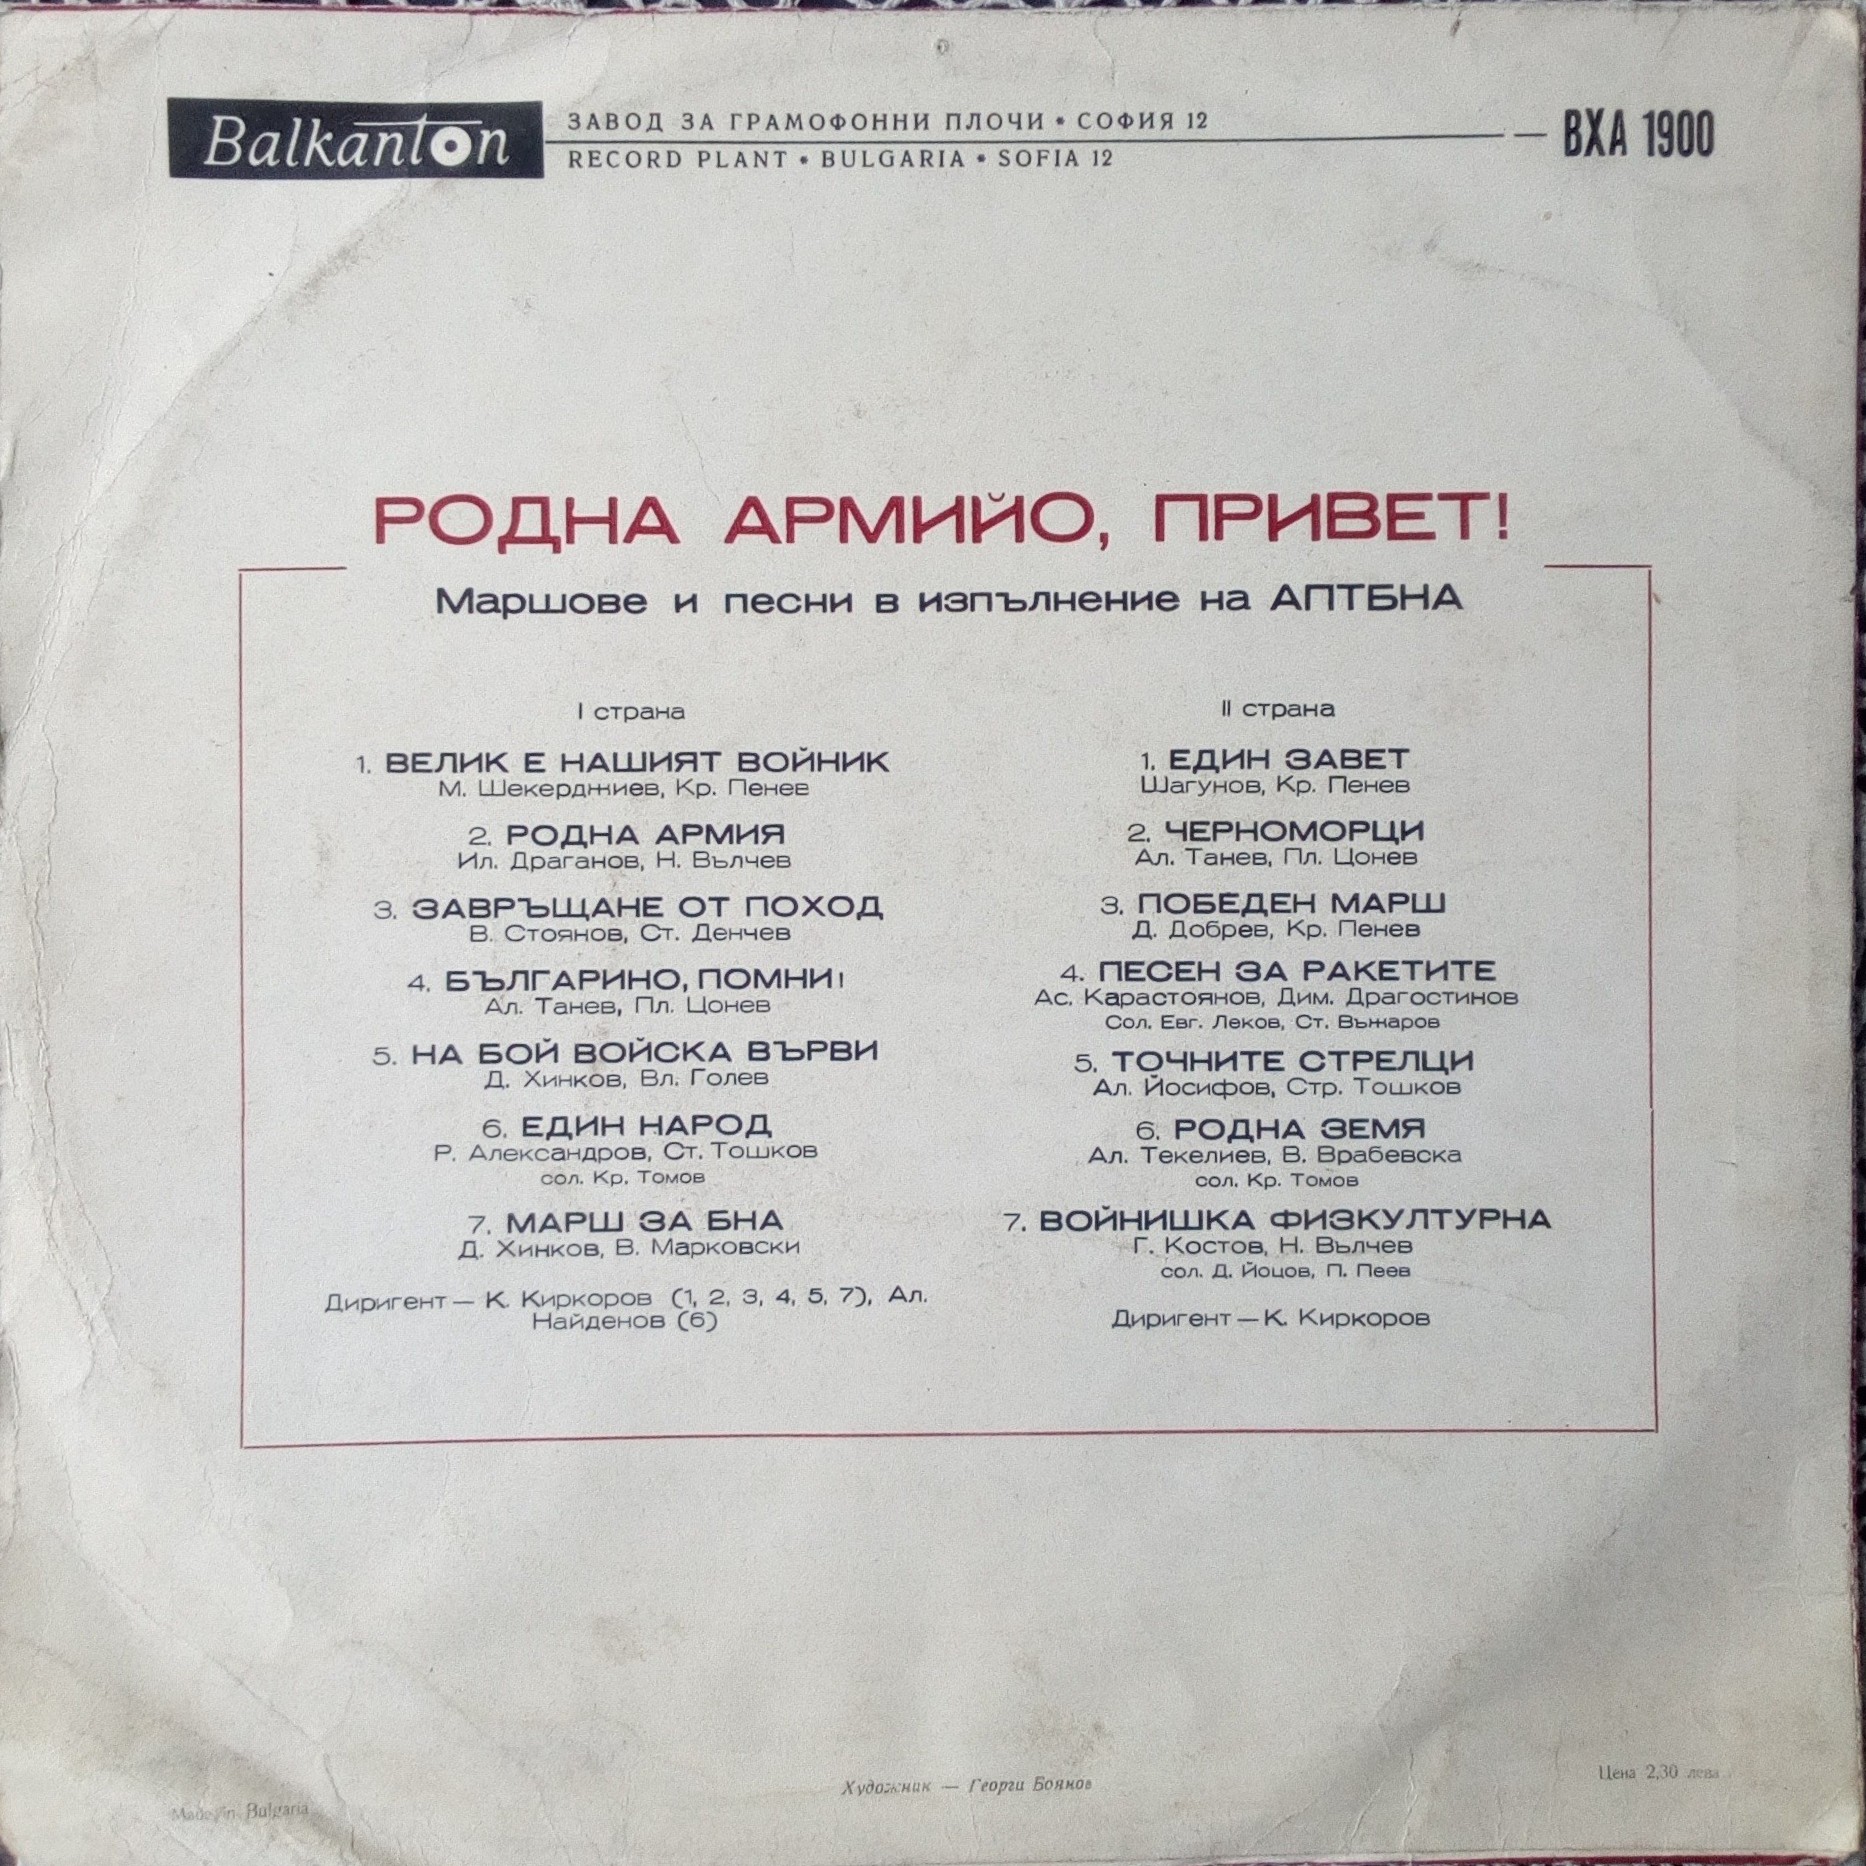 Balkanton
ЗАВОД ЗА ГРАМОФОННИ ПЛОЧИ • СОФИЯ 12
RECORD PLANT • BULGARIA • SOFIA 12
ВХА 1900
РОДНА АРМИЙО, ПРИВЕТ!
Маршове и песни в изпълнение на АПТБНА
I страна
1. ВЕЛИК Е НАШИЯТ ВОЙНИК
М. Шекерджиев, Кр. Пенев
2. РОДНА АРМИЯ
Ил. Драганов, Н. Вълчев
3. ЗАВРЪЩАНЕ ОТ ПОХОД
В. Стоянов, Ст. Денчев
4. БЪЛГАРИНО, ПОМНИ!
Ал. Танев, Пл. Цонев
5. НА БОЙ ВОЙСКА ВЪРВИ
Д. Хинков, Вл. Голев
6. ЕДИН НАРОД
Р. Александров, Ст. Тошков
сол. Кр. Томов
7. МАРШ ЗА БНА
Д. Хинков, В. Марковски
Диригент — К. Киркоров (1, 2, 3, 4, 5, 7), Ал.
Найденов (6)
II страна
1. ЕДИН ЗАВЕТ
Шагунов, Кр. Пенев
2. ЧЕРНОМОРЦИ
Ал. Танев, Пл. Цонев
3. ПОБЕДЕН МАРШ
Д. Добрев, Кр. Пенев
4. ПЕСЕН ЗА РАКЕТИТЕ
Ас. Карастоянов, Дим. Драгостинов
Сол. Евг. Леков, Ст. Въжаров
5. ТОЧНИТЕ СТРЕЛЦИ
Ал. Йосифов, Стр. Тошков
6. РОДНА ЗЕМЯ
Ал. Текелиев, В. Врабевска
сол. Кр. Томов
7. ВОЙНИШКА ФИЗКУЛТУРНА
Г. Костов, Н. Вълчев
сол. Д. Йоцов, П. Пеев
Диригент — К. Киркоров
Художник — Георги Боянов
Цена 2,30 лева
Made in Bulgaria